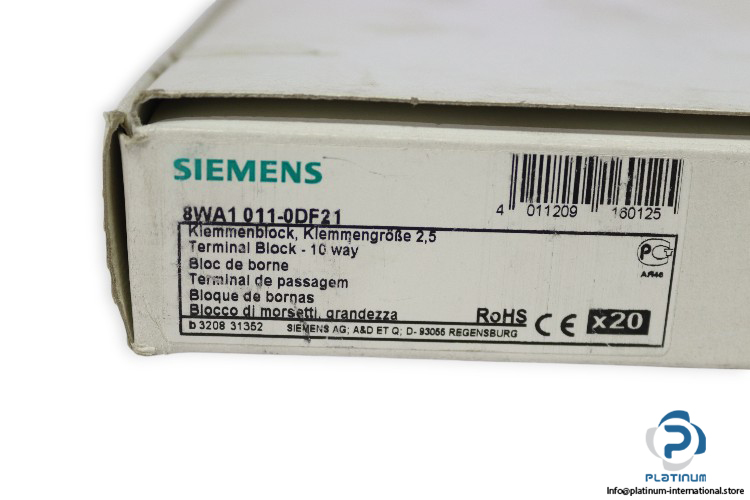 SIEMENS
8WA1 011-0DF21
4 011209 160125
Klemmenblock, Klemmengröße 2,5
Terminal Block - 10 way
Bloc de borne
Terminal de passagem
Bloque de bornas
Blocco di morsetti, grandezza
РСТ
АЯ46
RoHS CE x20
b 3208 31352 SIEMENS AG; A&D ET Q; D- 93055 REGENSBURG
PLATINUM
Info@platinum-international.store